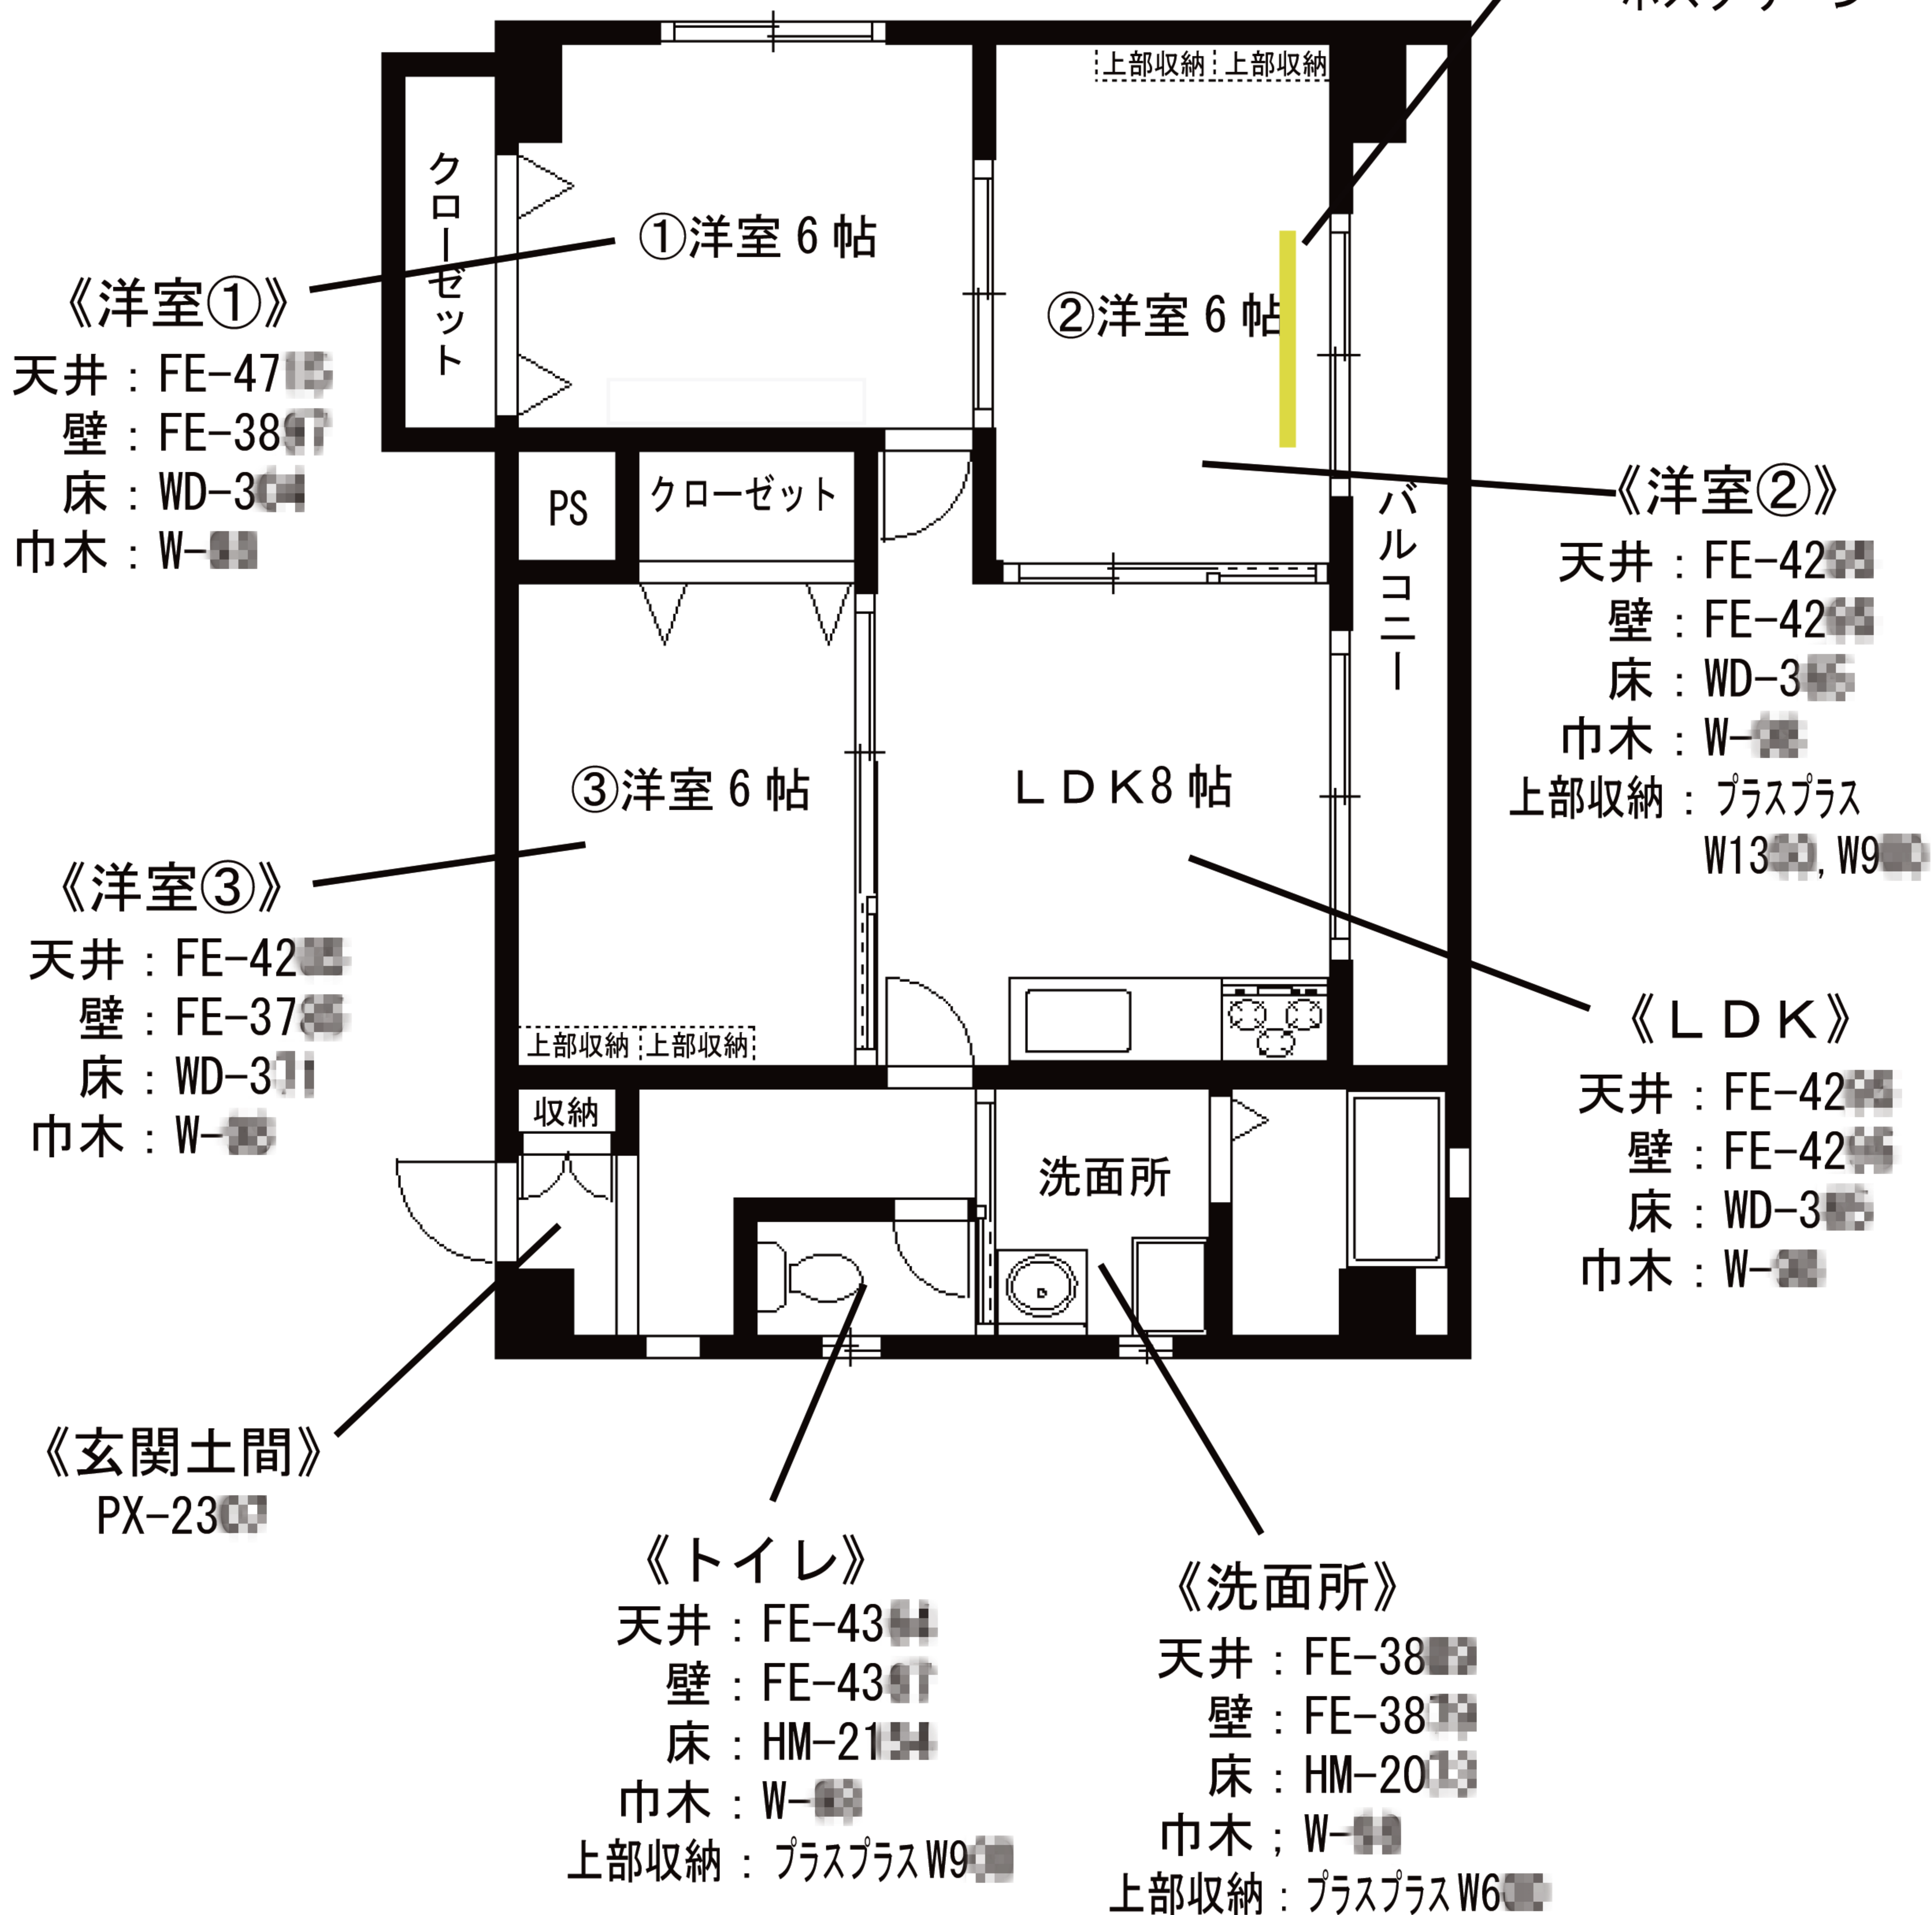 上部収納 上部収納
クローゼット
①洋室6帖
②洋室6帖
《洋室①》
天井：FE-47
壁：FE-38
床：WD-3
巾木：W-
PS
クローゼット
バルコニー
《洋室②》
天井：FE-42
壁：FE-42
床：WD-3
巾木：W-
上部収納：プラスプラス
W13 , W9
③洋室6帖
ＬＤＫ8帖
《洋室③》
天井：FE-42
壁：FE-37
床：WD-3
巾木：W-
上部収納 上部収納
《ＬＤＫ》
天井：FE-42
壁：FE-42
床：WD-3
巾木：W-
収納
洗面所
《玄関土間》
PX-23
《トイレ》
天井：FE-43
壁：FE-43
床：HM-21
巾木：W-
上部収納：プラスプラスW9
《洗面所》
天井：FE-38
壁：FE-38
床：HM-20
巾木；W-
上部収納：プラスプラスW6